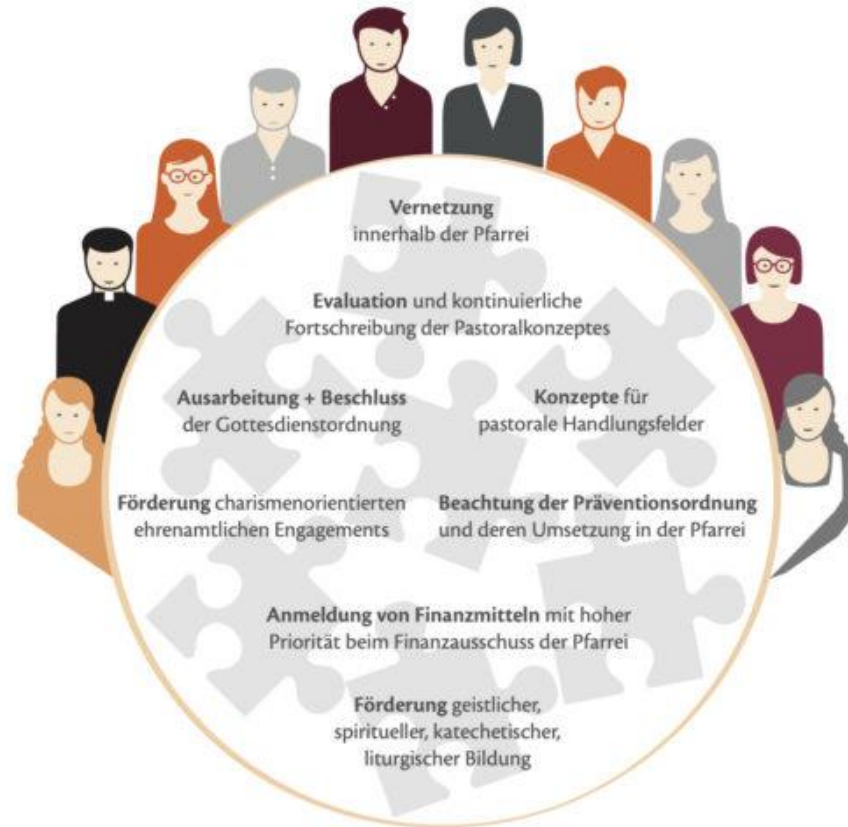 Vernetzung
innerhalb der Pfarrei
Evaluation und kontinuierliche
Fortschreibung der Pastoralkonzeptes
Ausarbeitung + Beschluss
der Gottesdienstordnung
Konzepte für
pastorale Handlungsfelder
Förderung charismenorientierten
ehrenamtlichen Engagements
Beachtung der Präventionsordnung
und deren Umsetzung in der Pfarrei
Anmeldung von Finanzmitteln mit hoher
Priorität beim Finanzausschuss der Pfarrei
Förderung geistlicher,
spiritueller, katechetischer,
liturgischer Bildung